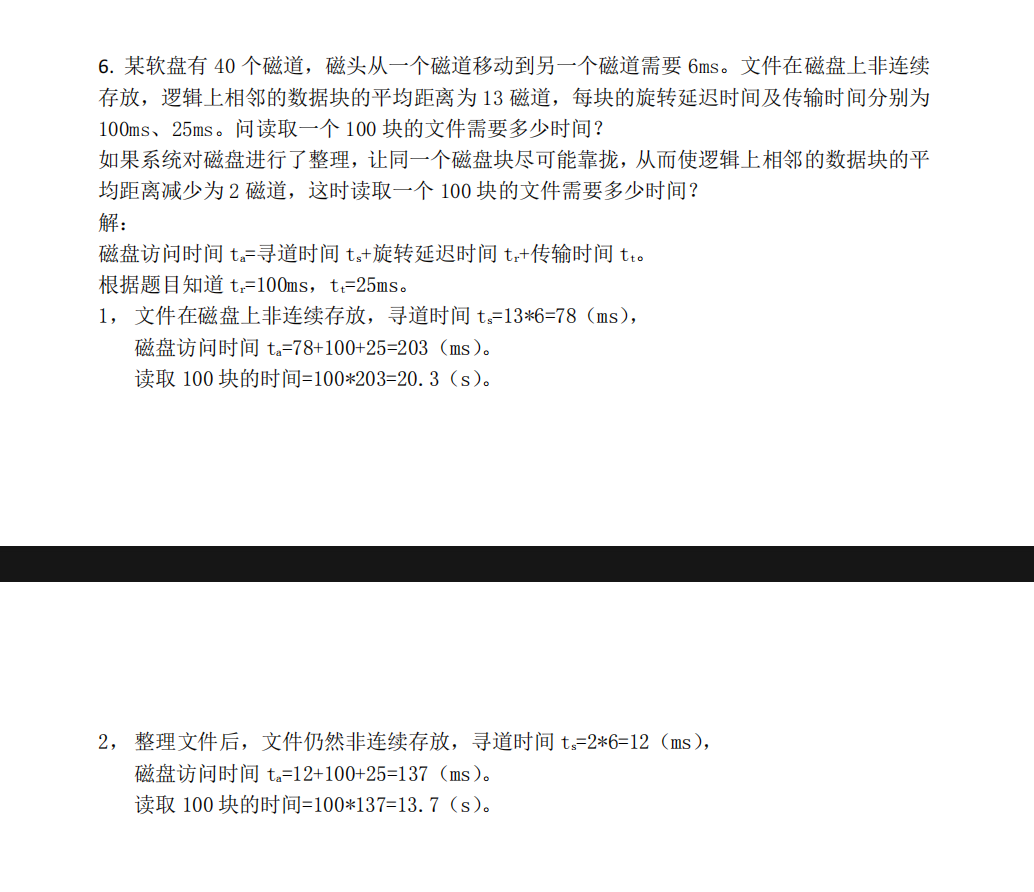 6. 某软盘有 40 个磁道，磁头从一个磁道移动到另一个磁道需要 6ms。文件在磁盘上非连续
存放，逻辑上相邻的数据块的平均距离为 13 磁道，每块的旋转延迟时间及传输时间分别为
100ms、25ms。问读取一个 100 块的文件需要多少时间？
如果系统对磁盘进行了整理，让同一个磁盘块尽可能靠拢，从而使逻辑上相邻的数据块的平
均距离减少为 2 磁道，这时读取一个 100 块的文件需要多少时间？
解：
磁盘访问时间 tₐ=寻道时间 tₛ+旋转延迟时间 tᵣ+传输时间 tₜ。
根据题目知道 tᵣ=100ms，tₜ=25ms。
1， 文件在磁盘上非连续存放，寻道时间 tₛ=13*6=78（ms），
磁盘访问时间 tₐ=78+100+25=203（ms）。
读取 100 块的时间=100*203=20.3（s）。
2， 整理文件后，文件仍然非连续存放，寻道时间 tₛ=2*6=12（ms），
磁盘访问时间 tₐ=12+100+25=137（ms）。
读取 100 块的时间=100*137=13.7（s）。